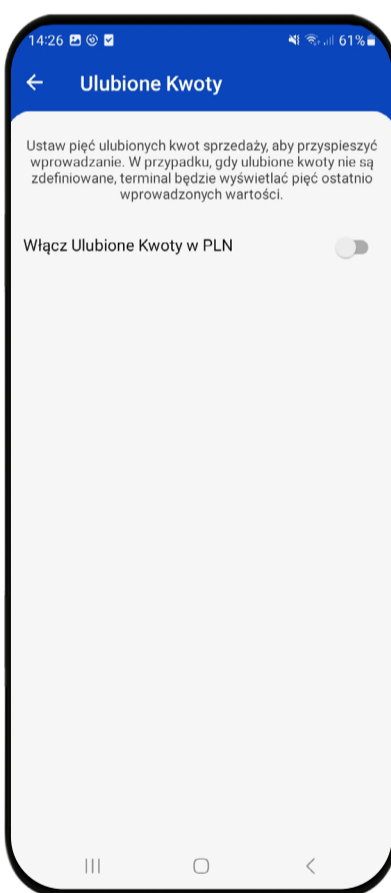 14:26 61%
Ulubione Kwoty
Ustaw pięć ulubionych kwot sprzedaży, aby przyspieszyć
wprowadzanie. W przypadku, gdy ulubione kwoty nie są
zdefiniowane, terminal będzie wyświetlać pięć ostatnio
wprowadzonych wartości.
Włącz Ulubione Kwoty w PLN